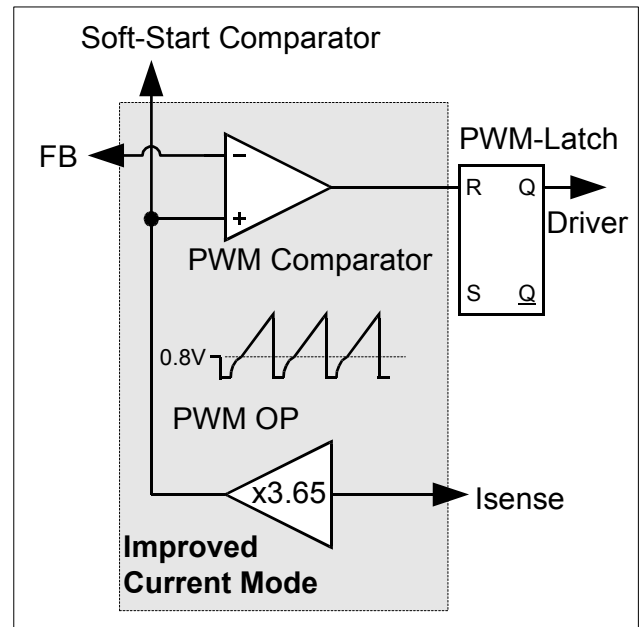 Soft-Start Comparator
FB
PWM-Latch
−
+
R Q
Driver
PWM Comparator
S Q
0.8V
PWM OP
x3.65
Isense
Improved
Current Mode